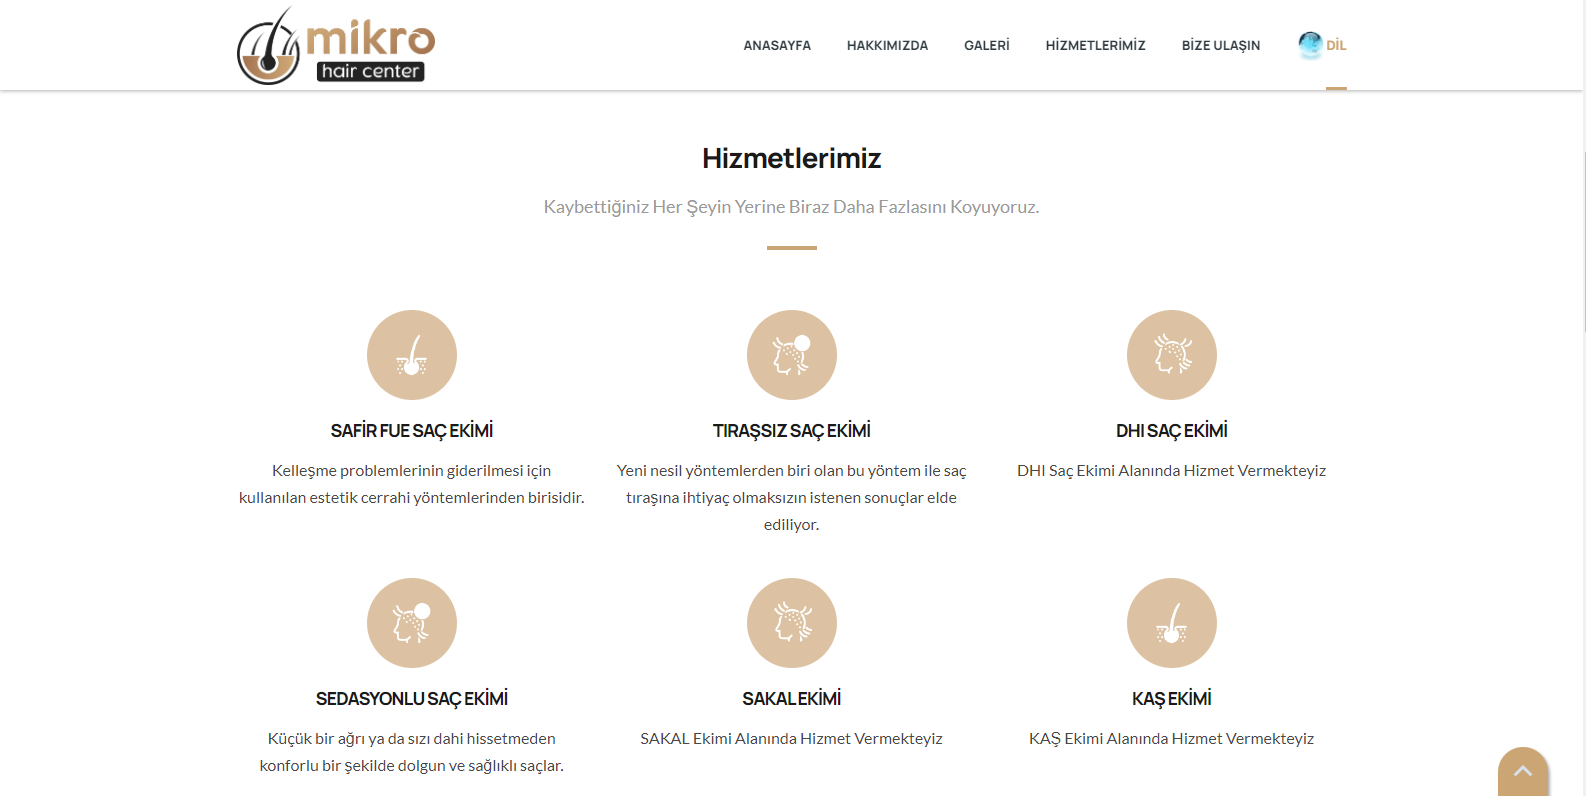 mikro
hair center
ANASAYFA HAKKIMIZDA GALERİ HİZMETLERİMİZ BİZE ULAŞIN DİL
Hizmetlerimiz
Kaybettiğiniz Her Şeyin Yerine Biraz Daha Fazlasını Koyuyoruz.
SAFİR FUE SAÇ EKİMİ
Kelleşme problemlerinin giderilmesi için
kullanılan estetik cerrahi yöntemlerinden birisidir.
TIRAŞSIZ SAÇ EKİMİ
Yeni nesil yöntemlerden biri olan bu yöntem ile saç
tıraşına ihtiyaç olmaksızın istenen sonuçlar elde
ediliyor.
DHI SAÇ EKİMİ
DHI Saç Ekimi Alanında Hizmet Vermekteyiz
SEDASYONLU SAÇ EKİMİ
Küçük bir ağrı ya da sızı dahi hissetmeden
konforlu bir şekilde dolgun ve sağlıklı saçlar.
SAKAL EKİMİ
SAKAL Ekimi Alanında Hizmet Vermekteyiz
KAŞ EKİMİ
KAŞ Ekimi Alanında Hizmet Vermekteyiz